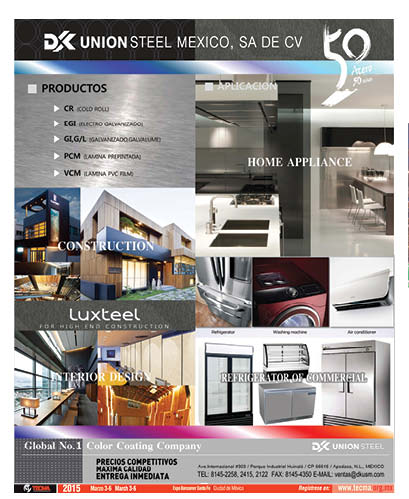 DK UNION STEEL MEXICO, SA DE CV
50
Acero
50 años
PRODUCTOS
APLICACIÓN
CR (COLD ROLL)
EGI (ELECTRO GALVANIZADO)
GI,G/L (GALVANIZADO,GALVALUME)
PCM (LAMINA PREPINTADA)
VCM (LAMINA PVC FILM)
HOME APPLIANCE
CONSTRUCTION
Luxteel
FOR HIGH END CONSTRUCTION
Refrigerator
Washing machine
Air conditioner
INTERIOR DESIGN
REFRIGERATOR OF COMMERCIAL
Global No.1 Color Coating Company
DK UNION STEEL
PRECIOS COMPETITIVOS
MAXIMA CALIDAD
ENTREGA INMEDIATA
Ave.Internacional #303 / Parque Industrial Huinalá / CP 66616 / Apodaca, N.L., MEXICO
TEL: 8145-2258, 2415, 2122 FAX: 8145-4350 E-MAIL: ventas@dkusm.com
TECMA 2015 Marzo 3-6 March 3-6 Expo Bancomer Santa Fe Ciudad de México Regístrese en: www.tecma.org.mx